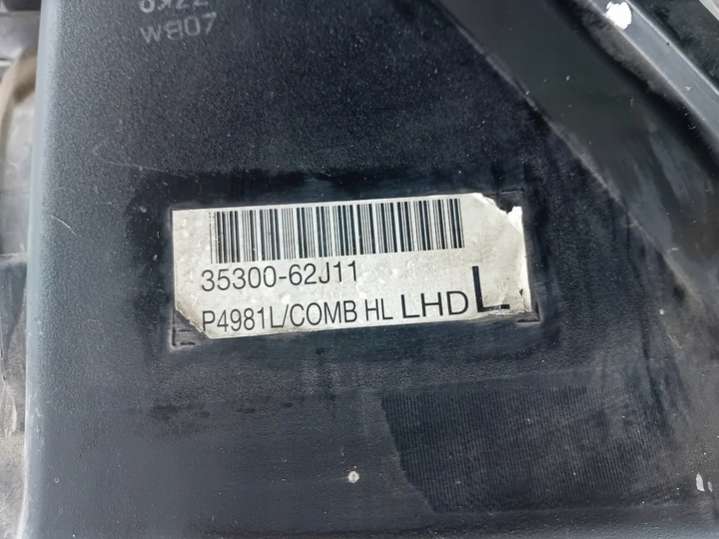 W807
35300-62J11
P4981L/COMB HL LHD L